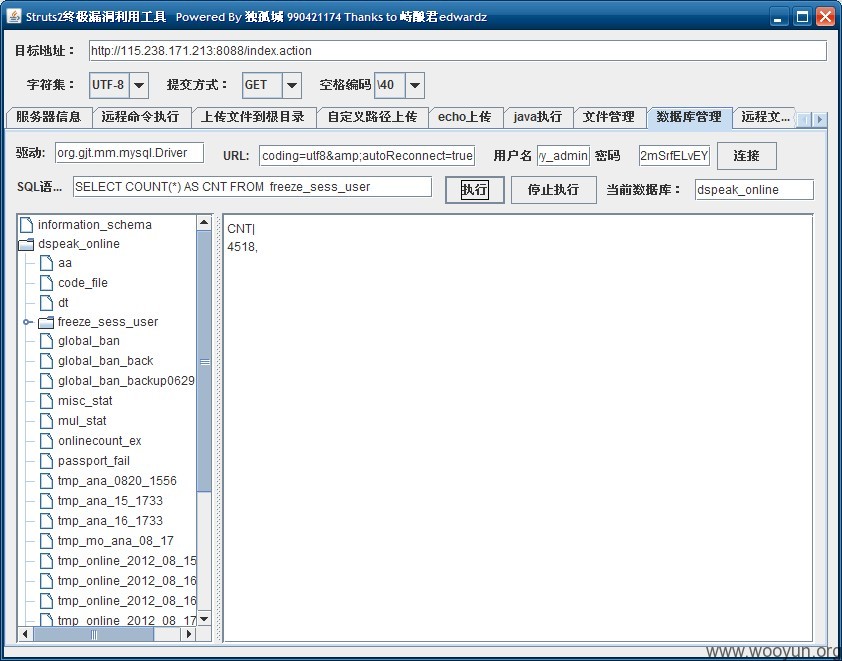 Struts2终极漏洞利用工具 Powered By 独孤城 990421174 Thanks to 峙酿君edwardz
目标地址： http://115.238.171.213:8088/index.action
字符集： UTF-8 提交方式： GET 空格编码 \40
服务器信息 远程命令执行 上传文件到根目录 自定义路径上传 echo上传 java执行 文件管理 数据库管理 远程文...
驱动: org.gjt.mm.mysql.Driver URL: coding=utf8&amp;autoReconnect=true 用户名 y_admin 密码 2mSrfELvEY 连接
SQL语... SELECT COUNT(*) AS CNT FROM freeze_sess_user 执行 停止执行 当前数据库： dspeak_online
information_schema
dspeak_online
aa
code_file
dt
freeze_sess_user
global_ban
global_ban_back
global_ban_backup0629
misc_stat
mul_stat
onlinecount_ex
passport_fail
tmp_ana_0820_1556
tmp_ana_15_1733
tmp_ana_16_1733
tmp_mo_ana_08_17
tmp_online_2012_08_15
tmp_online_2012_08_16
tmp_online_2012_08_16
tmp_online_2012_08_17
CNT|
4518,
www.wooyun.org